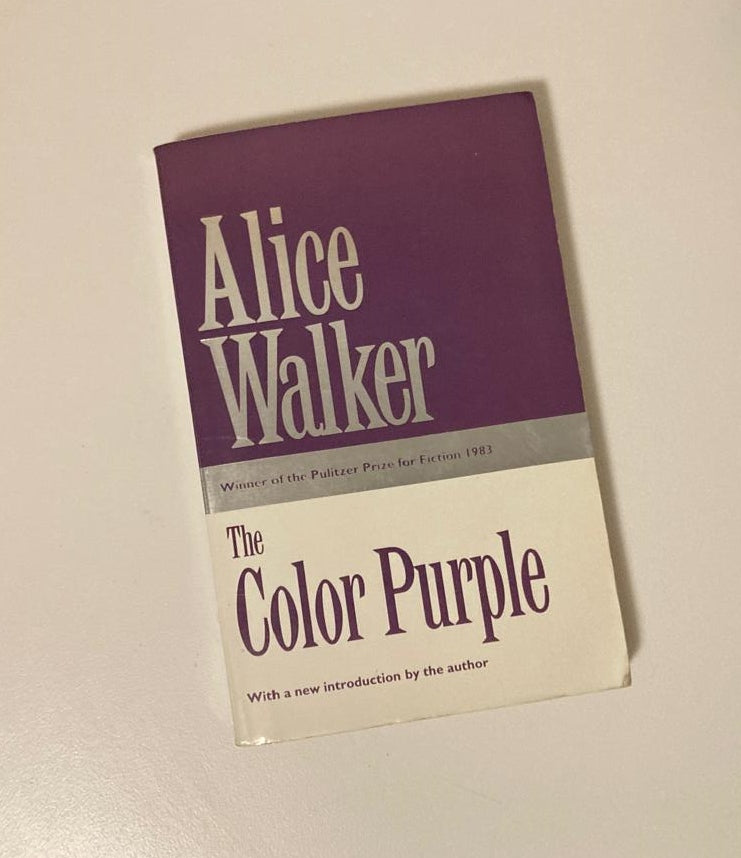 Alice
Walker
Winner of the Pulitzer Prize for Fiction 1983
The
Color Purple
With a new introduction by the author